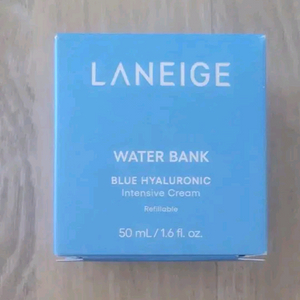 LANEIGE
WATER BANK
BLUE HYALURONIC
Intensive Cream
Refillable
50 mL / 1.6 fl. oz.